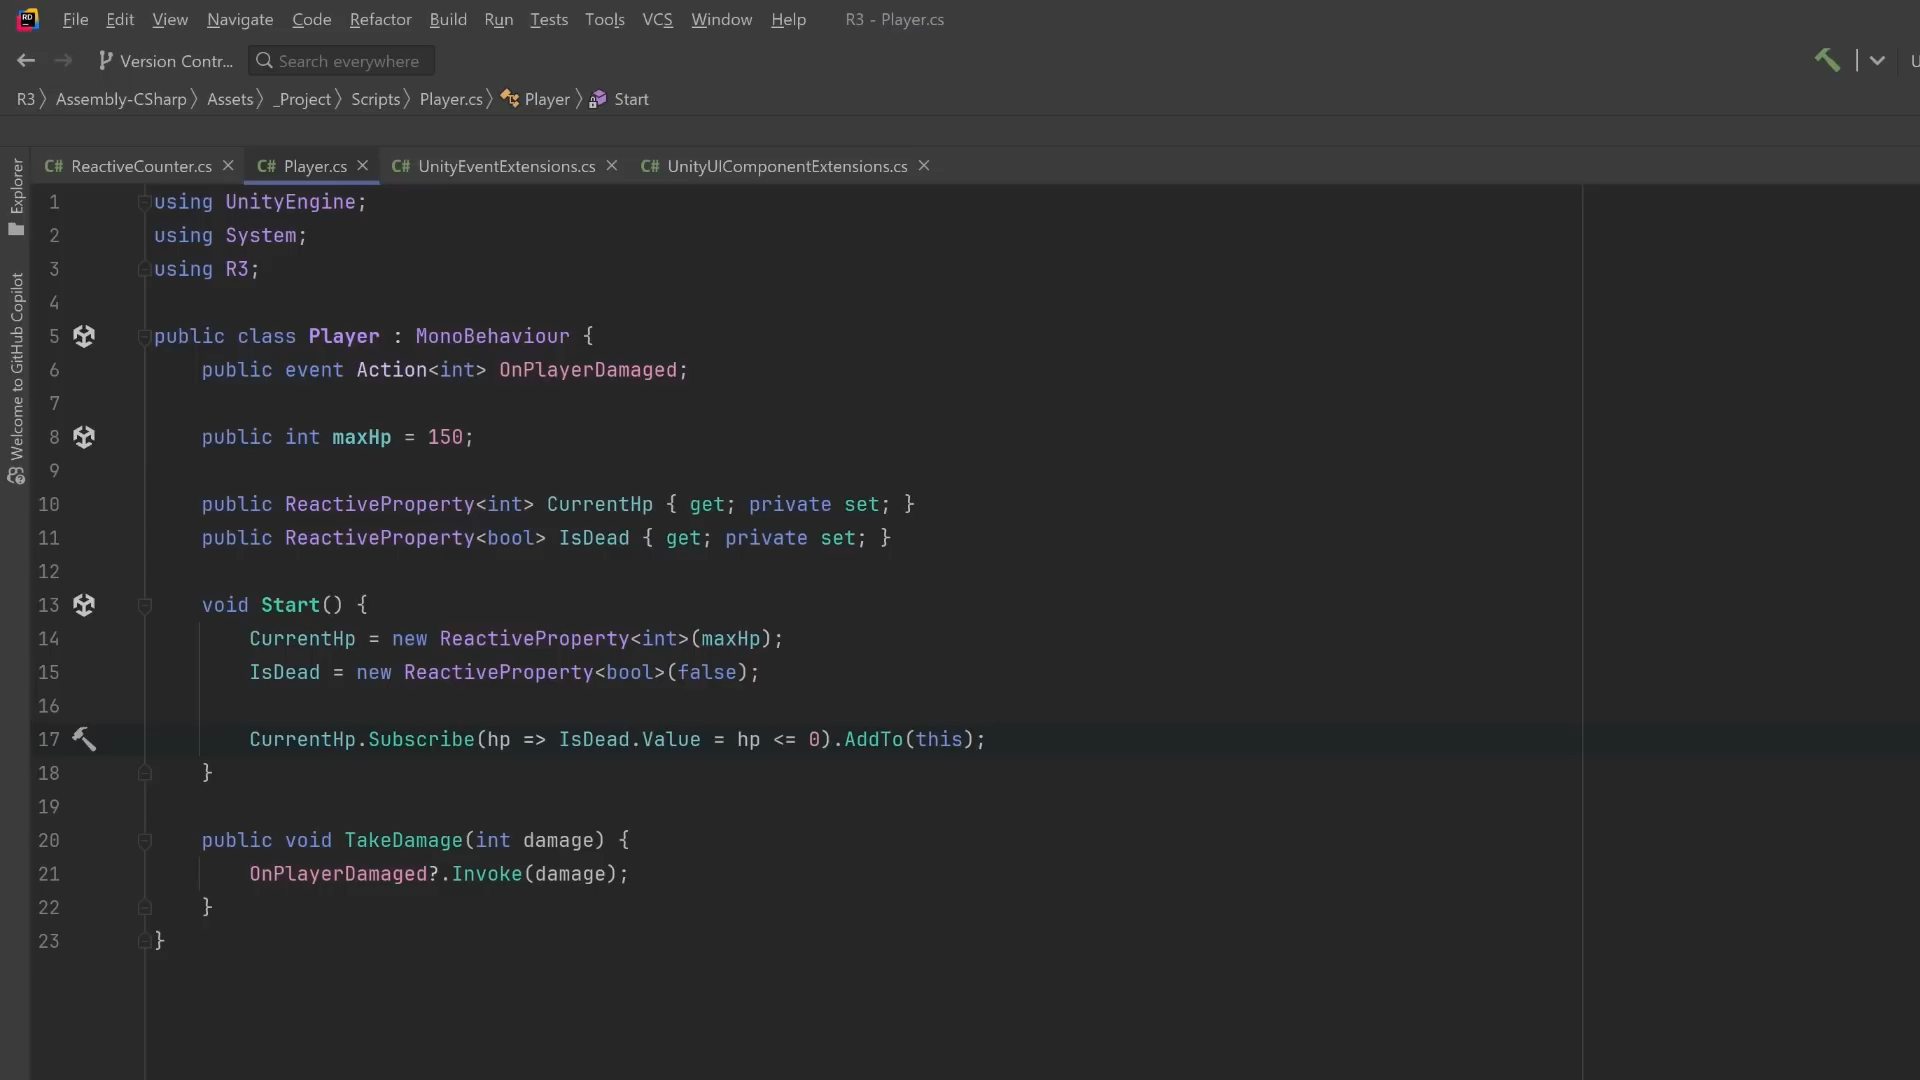 RD File Edit View Navigate Code Refactor Build Run Tests Tools VCS Window Help R3 - Player.cs
Version Contr... Search everywhere U
R3 Assembly-CSharp Assets _Project Scripts Player.cs Player Start
Explorer
Welcome to GitHub Copilot
C# ReactiveCounter.cs C# Player.cs C# UnityEventExtensions.cs C# UnityUIComponentExtensions.cs
1 using UnityEngine;
2 using System;
3 using R3;
4
5 public class Player : MonoBehaviour {
6 public event Action<int> OnPlayerDamaged;
7
8 public int maxHp = 150;
9
10 public ReactiveProperty<int> CurrentHp { get; private set; }
11 public ReactiveProperty<bool> IsDead { get; private set; }
12
13 void Start() {
14 CurrentHp = new ReactiveProperty<int>(maxHp);
15 IsDead = new ReactiveProperty<bool>(false);
16
17 CurrentHp.Subscribe(hp => IsDead.Value = hp <= 0).AddTo(this);
18 }
19
20 public void TakeDamage(int damage) {
21 OnPlayerDamaged?.Invoke(damage);
22 }
23 }